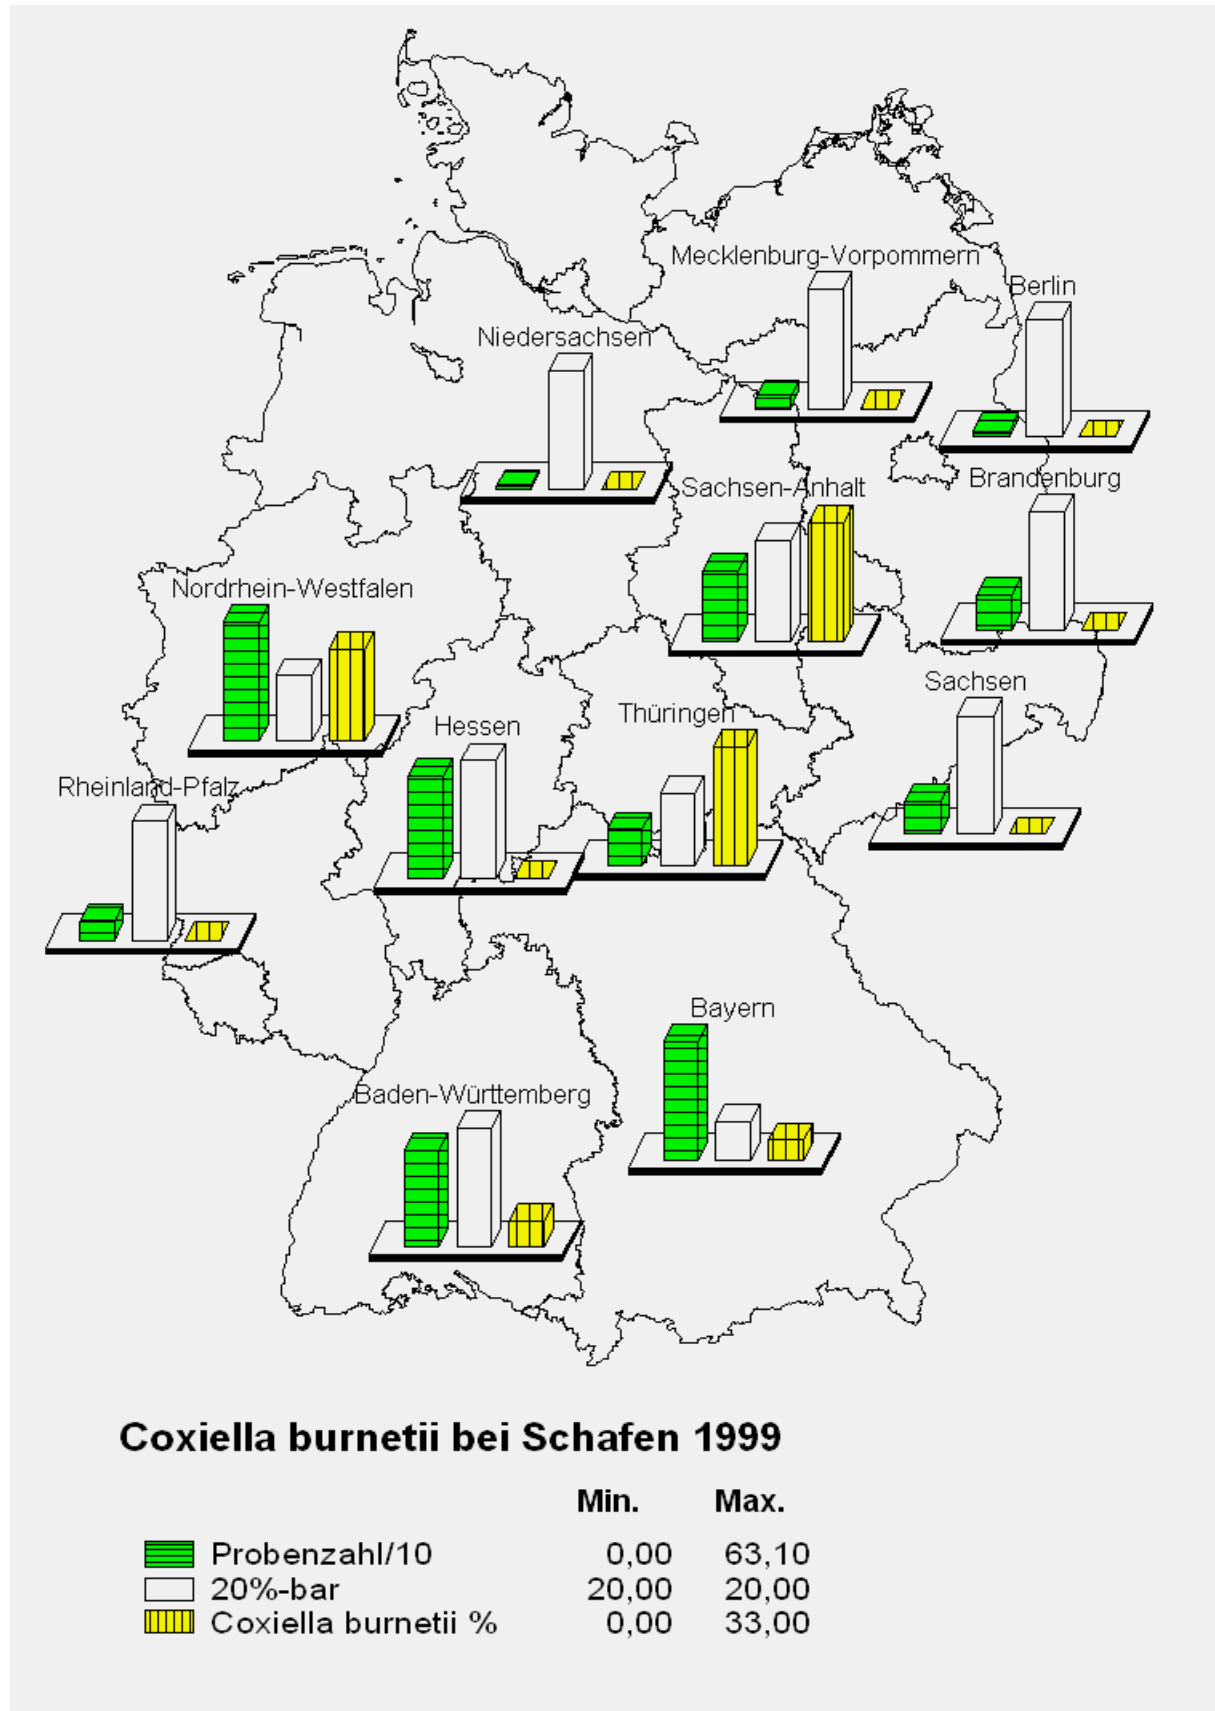 Mecklenburg-Vorpommern
Berlin
Niedersachsen
Brandenburg
Sachsen-Anhalt
Nordrhein-Westfalen
Sachsen
Thüringen
Hessen
Rheinland-Pfalz
Bayern
Baden-Württemberg
Coxiella burnetii bei Schafen 1999
Min. Max.
Probenzahl/10 0,00 63,10
20%-bar 20,00 20,00
Coxiella burnetii % 0,00 33,00